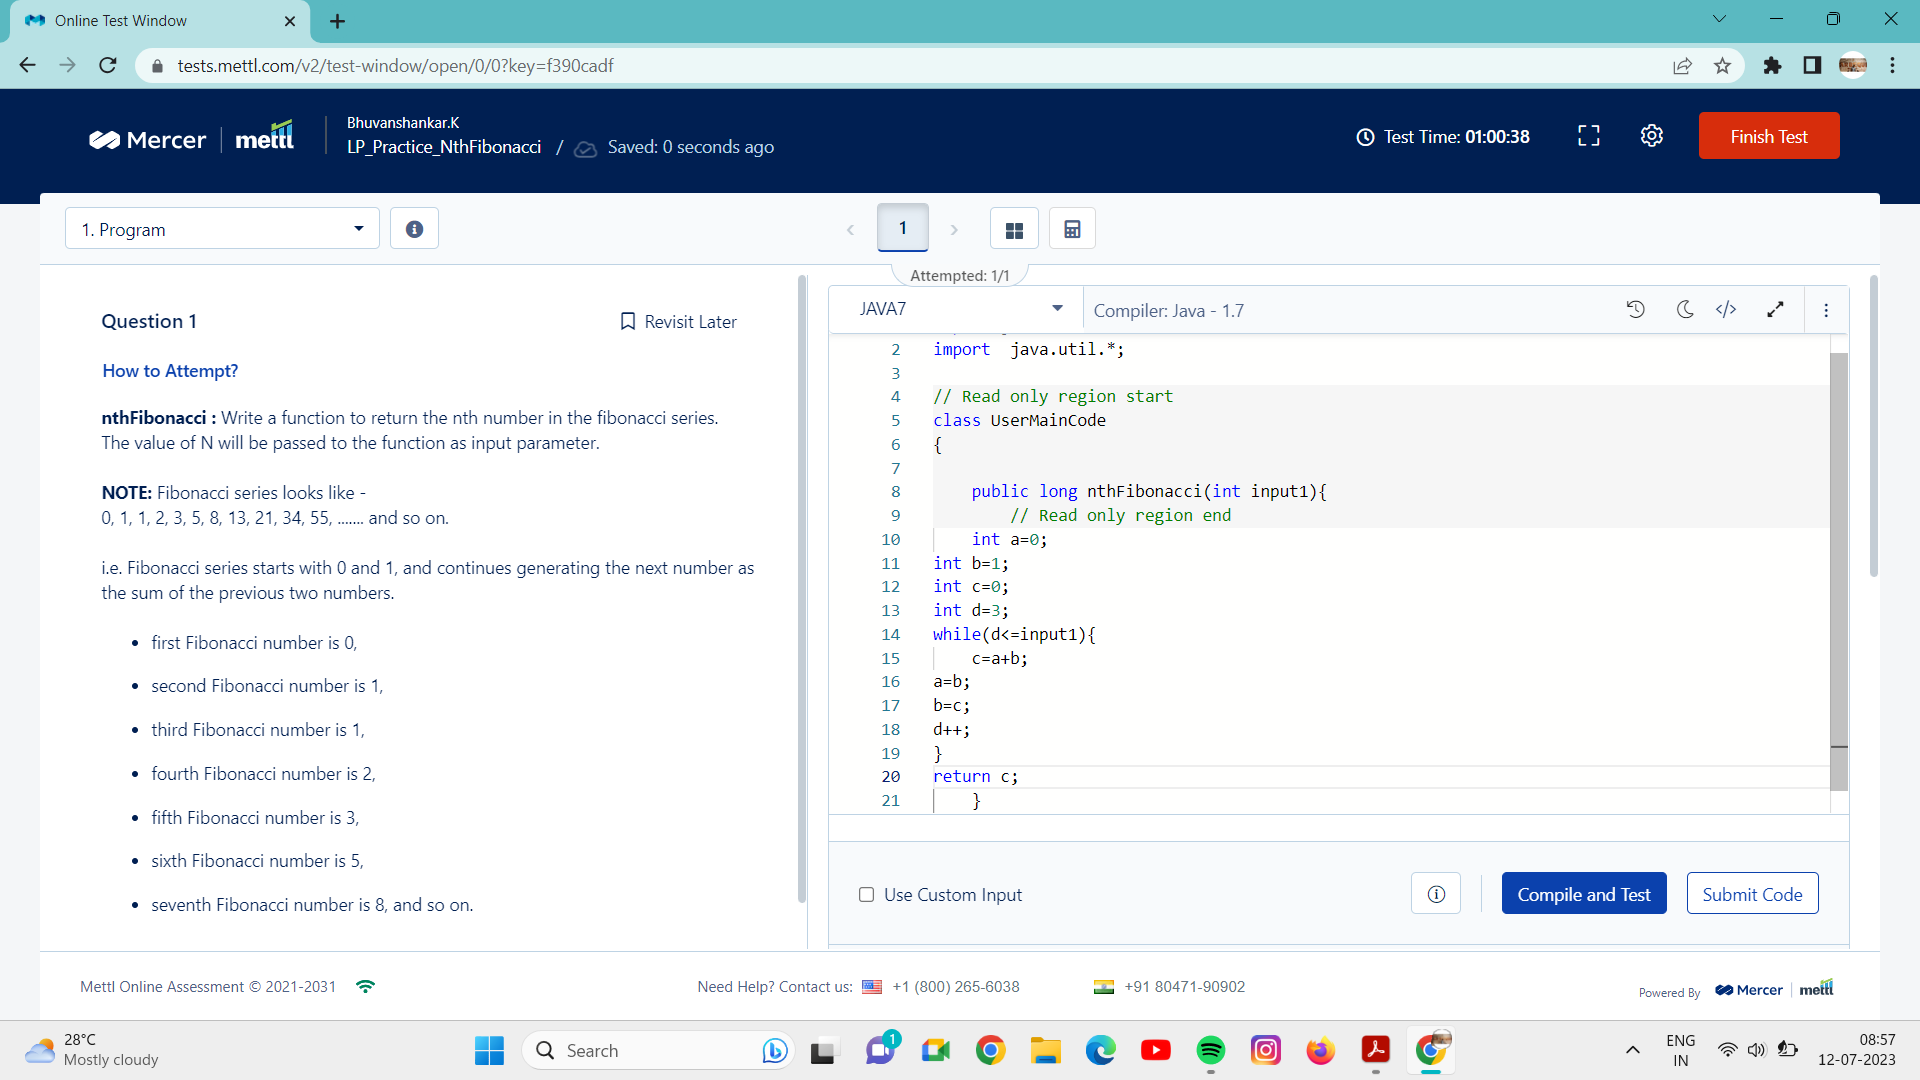 Online Test Window
tests.mettl.com/v2/test-window/open/0/0?key=f390cadf
Mercer
mettl
Bhuvanshankar.K
LP_Practice_NthFibonacci / Saved: 0 seconds ago
Test Time: 01:00:38
Finish Test
1. Program
1
Attempted: 1/1
Question 1
Revisit Later
How to Attempt?
nthFibonacci : Write a function to return the nth number in the fibonacci series.
The value of N will be passed to the function as input parameter.
NOTE: Fibonacci series looks like -
0, 1, 1, 2, 3, 5, 8, 13, 21, 34, 55, ....... and so on.
i.e. Fibonacci series starts with 0 and 1, and continues generating the next number as
the sum of the previous two numbers.
• first Fibonacci number is 0,
• second Fibonacci number is 1,
• third Fibonacci number is 1,
• fourth Fibonacci number is 2,
• fifth Fibonacci number is 3,
• sixth Fibonacci number is 5,
• seventh Fibonacci number is 8, and so on.
JAVA7
Compiler: Java - 1.7
2 import java.util.*;
3
4 // Read only region start
5 class UserMainCode
6 {
7
8 public long nthFibonacci(int input1){
9 // Read only region end
10 int a=0;
11 int b=1;
12 int c=0;
13 int d=3;
14 while(d<=input1){
15 c=a+b;
16 a=b;
17 b=c;
18 d++;
19 }
20 return c;
21 }
Use Custom Input
Compile and Test
Submit Code
Mettl Online Assessment © 2021-2031
Need Help? Contact us: +1 (800) 265-6038
+91 80471-90902
Powered By Mercer mettl
28°C
Mostly cloudy
Search
1
ENG
IN
08:57
12-07-2023